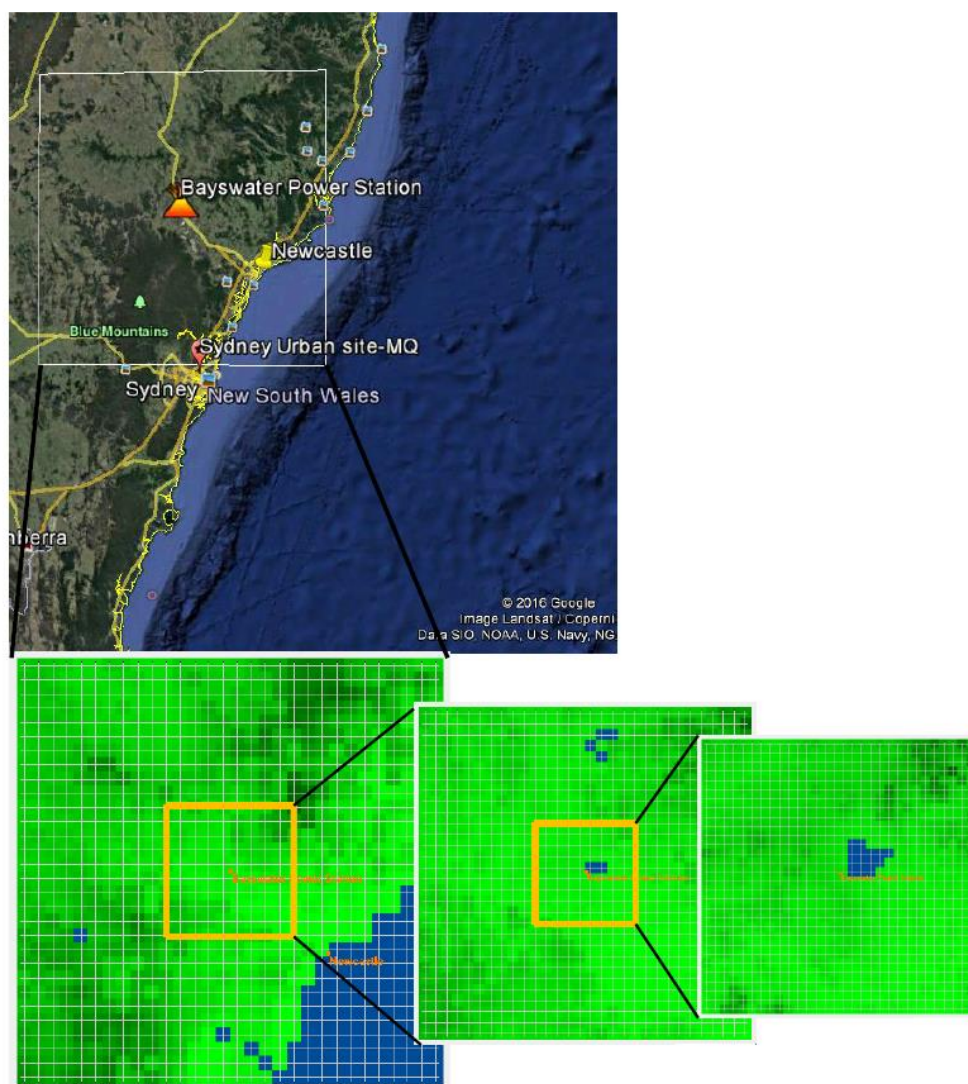 Bayswater Power Station
Newcastle
Blue Mountains
Sydney Urban site-MQ
Sydney
New South Wales
nberra
© 2016 Google
Image Landsat / Coperni
Data SIO, NOAA, U.S. Navy, NG
Newcastle